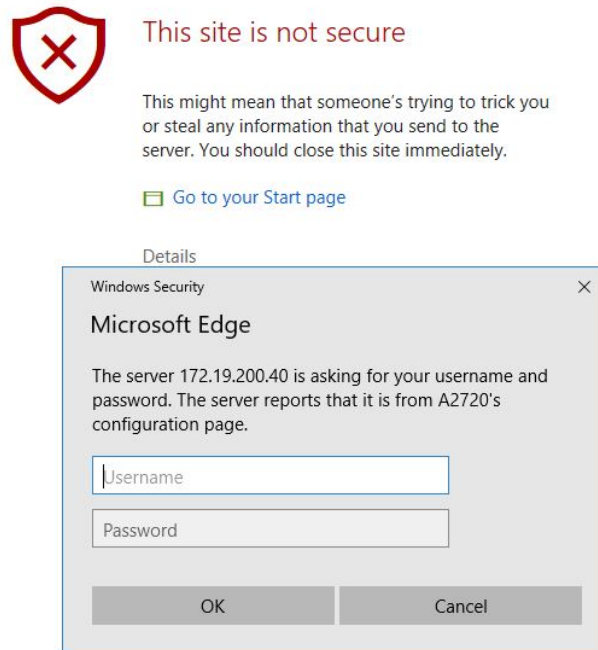 This site is not secure
This might mean that someone's trying to trick you
or steal any information that you send to the
server. You should close this site immediately.
Go to your Start page
Details
Windows Security
Microsoft Edge
The server 172.19.200.40 is asking for your username and
password. The server reports that it is from A2720's
configuration page.
Username
Password
OK Cancel